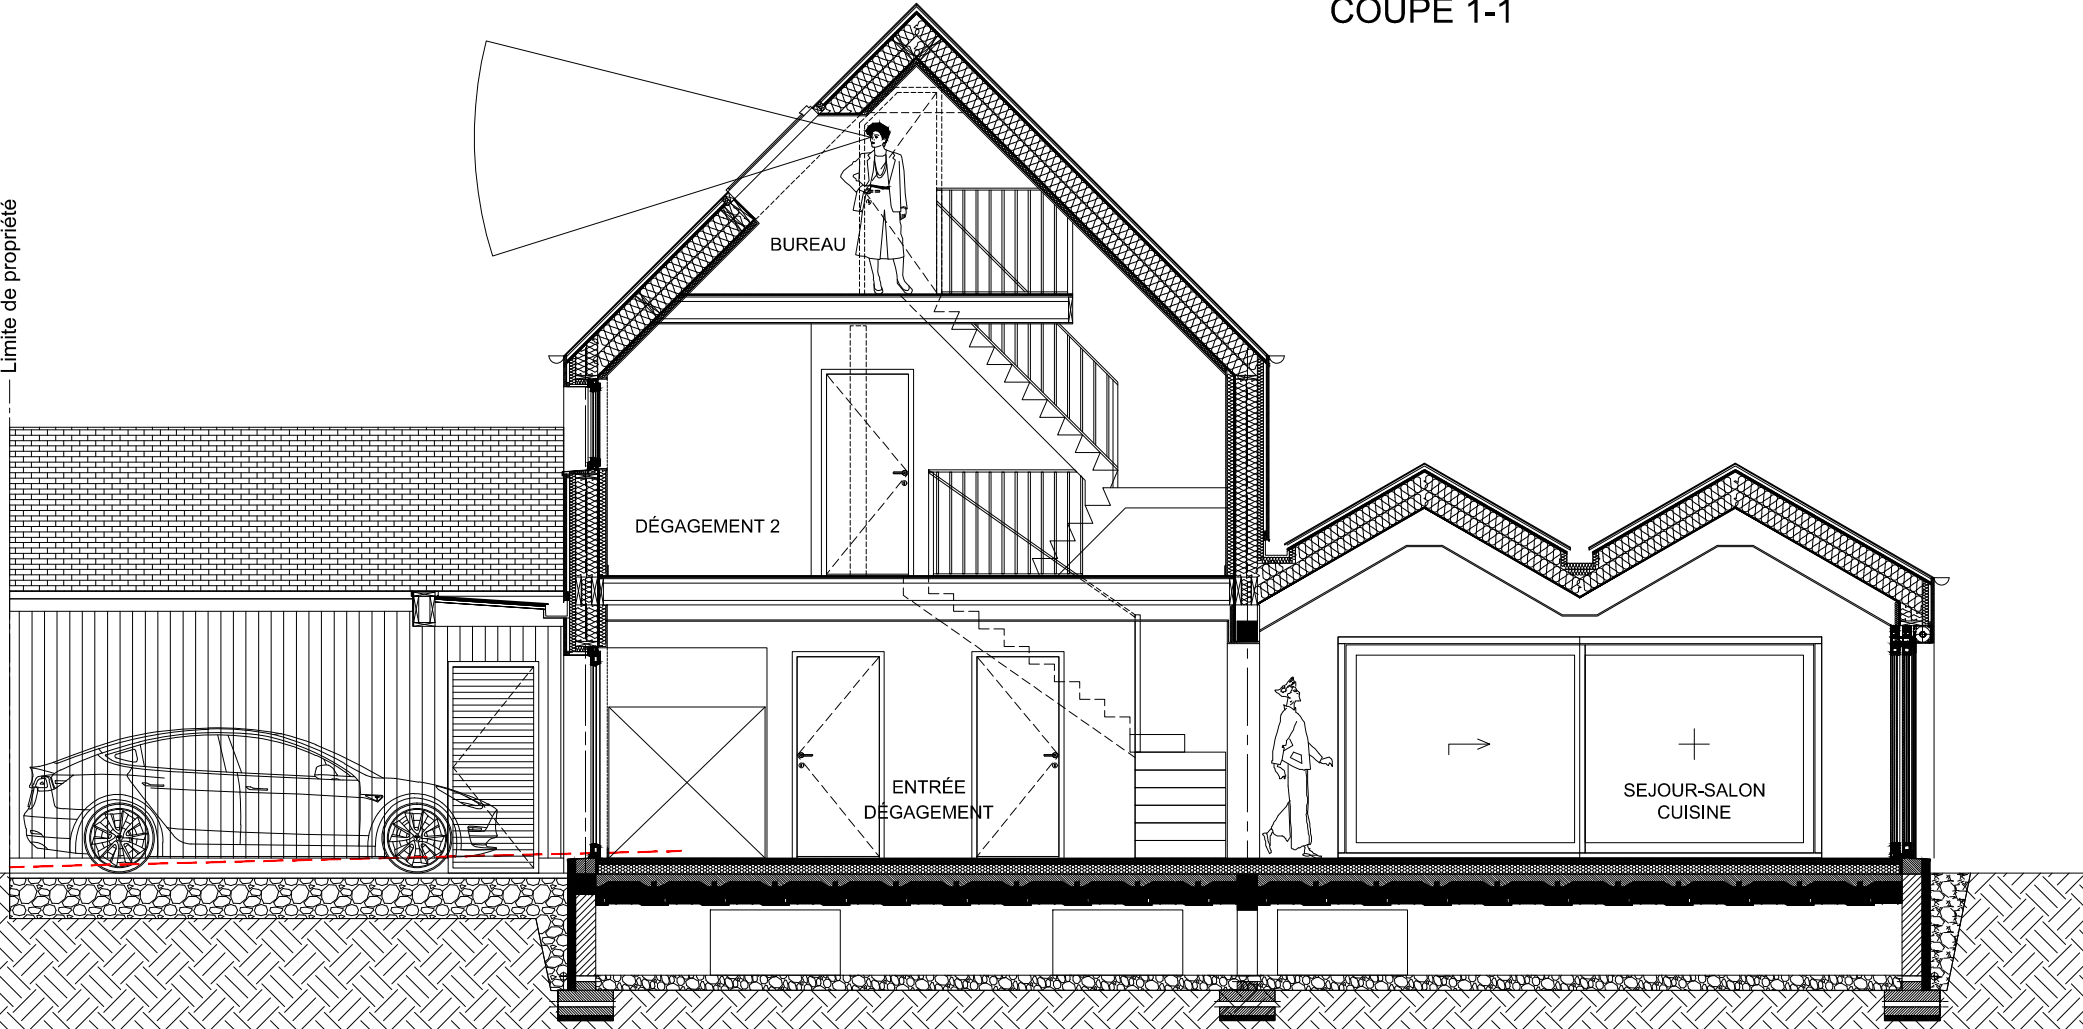 COUPE 1-1
Limite de propriété
BUREAU
DÉGAGEMENT 2
ENTRÉE
DÉGAGEMENT
SEJOUR-SALON
CUISINE